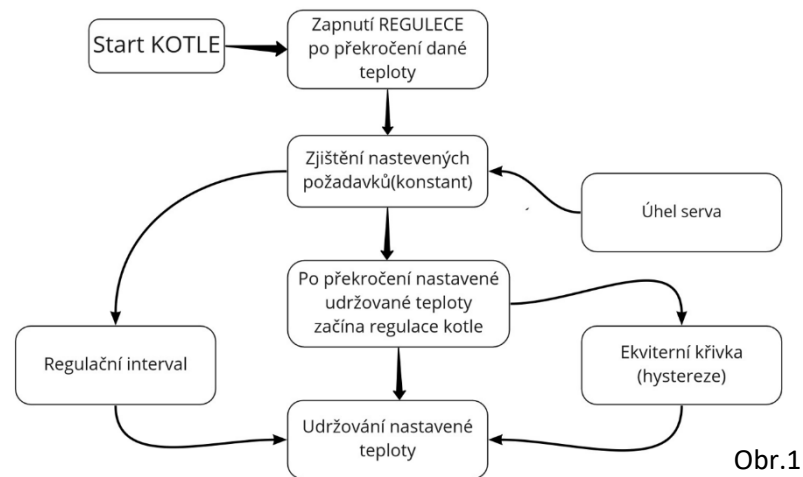 Start KOTLE
Zapnutí REGULECE
po překročení dané
teploty
Zjištění nastevených
požadavků(konstant)
Úhel serva
Po překročení nastavené
udržované teploty
začína regulace kotle
Regulační interval
Ekviterní křivka
(hystereze)
Udržování nastavené
teploty
Obr.1